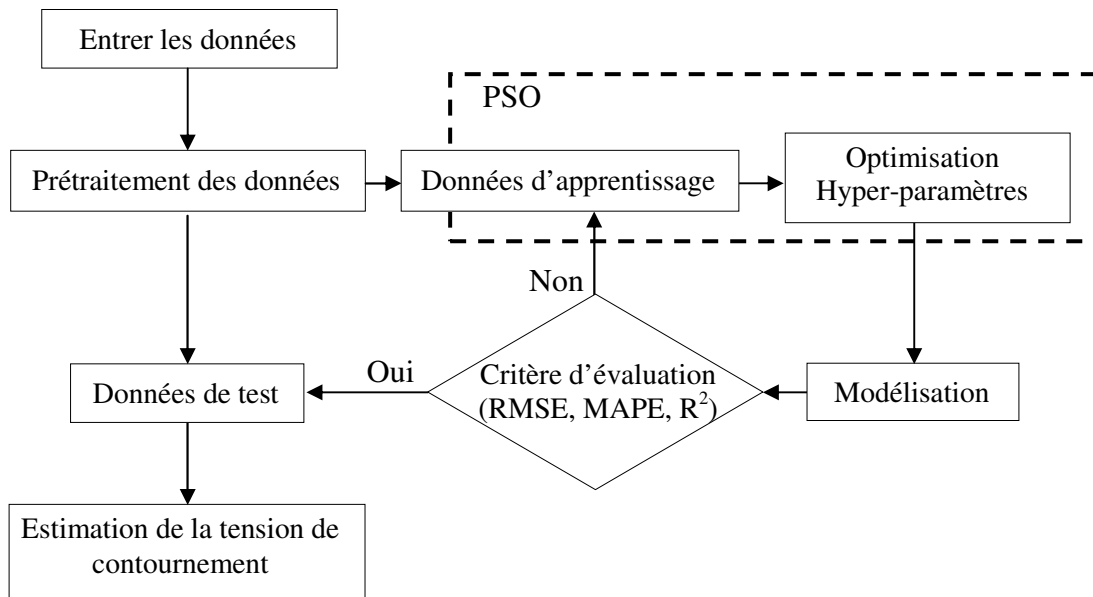 Entrer les données
PSO
Prétraitement des données
Données d'apprentissage
Optimisation
Hyper-paramètres
Non
Oui
Critère d'évaluation
(RMSE, MAPE, R²)
Modélisation
Données de test
Estimation de la tension de
contournement